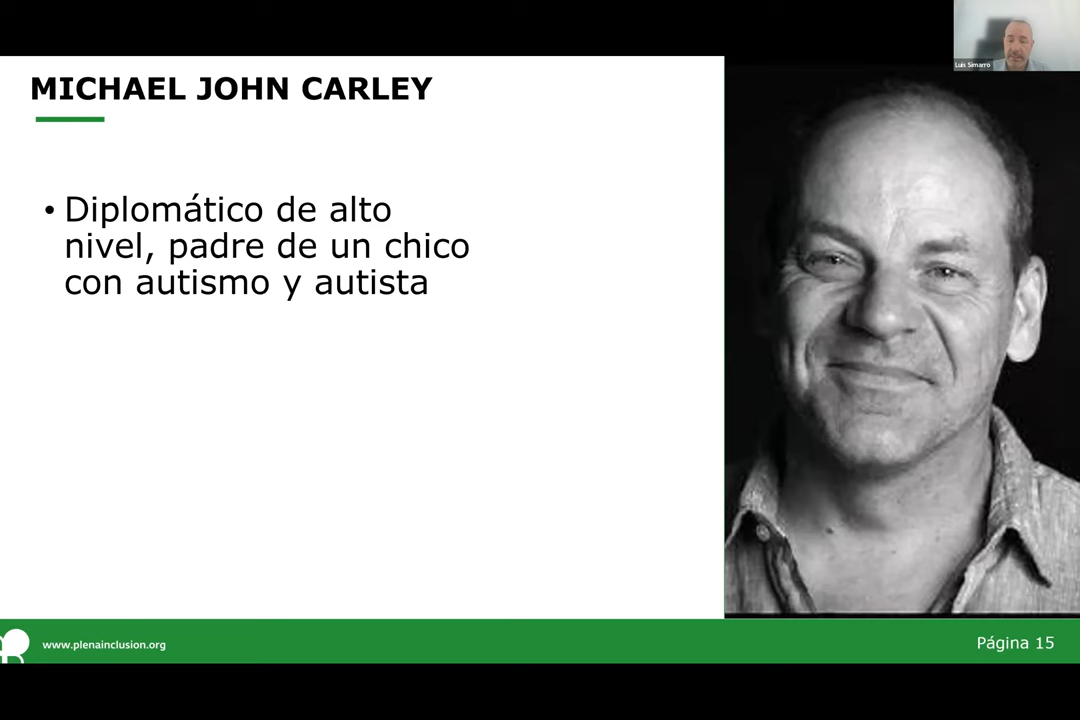 Luis Simarro
MICHAEL JOHN CARLEY
• Diplomático de alto
nivel, padre de un chico
con autismo y autista
www.plenainclusion.org
Página 15